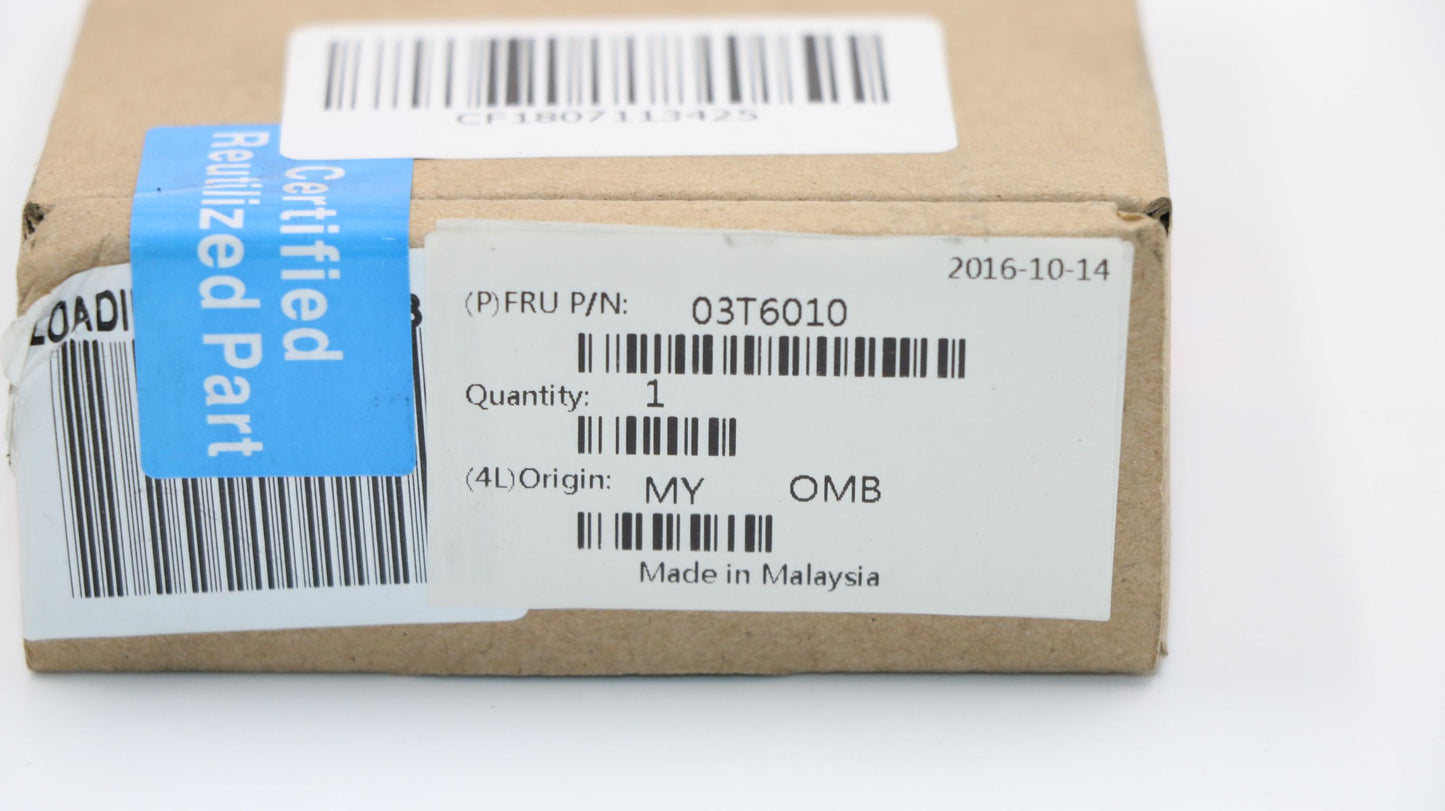 CF1807113425
Certified
Reutilized Part
2016-10-14
(P)FRU P/N: 03T6010
Quantity: 1
(4L)Origin: MY OMB
Made in Malaysia